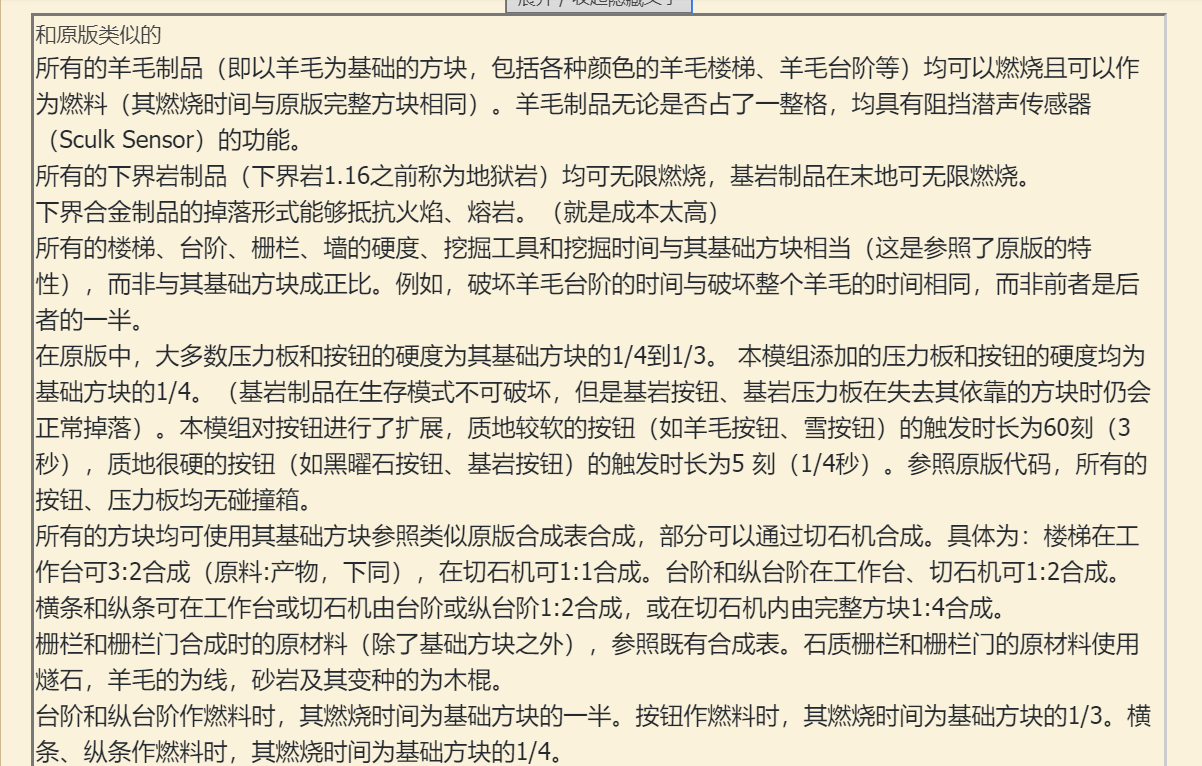 展开 / 收起隐藏文字
和原版类似的
所有的羊毛制品（即以羊毛为基础的方块，包括各种颜色的羊毛楼梯、羊毛台阶等）均可以燃烧且可以作
为燃料（其燃烧时间与原版完整方块相同）。羊毛制品无论是否占了一整格，均具有阻挡潜声传感器
（Sculk Sensor）的功能。
所有的下界岩制品（下界岩1.16之前称为地狱岩）均可无限燃烧，基岩制品在末地可无限燃烧。
下界合金制品的掉落形式能够抵抗火焰、熔岩。（就是成本太高）
所有的楼梯、台阶、栅栏、墙的硬度、挖掘工具和挖掘时间与其基础方块相当（这是参照了原版的特
性），而非与其基础方块成正比。例如，破坏羊毛台阶的时间与破坏整个羊毛的时间相同，而非前者是后
者的一半。
在原版中，大多数压力板和按钮的硬度为其基础方块的1/4到1/3。 本模组添加的压力板和按钮的硬度均为
基础方块的1/4。（基岩制品在生存模式不可破坏，但是基岩按钮、基岩压力板在失去其依靠的方块时仍会
正常掉落）。本模组对按钮进行了扩展，质地较软的按钮（如羊毛按钮、雪按钮）的触发时长为60刻（3
秒），质地很硬的按钮（如黑曜石按钮、基岩按钮）的触发时长为5 刻（1/4秒）。参照原版代码，所有的
按钮、压力板均无碰撞箱。
所有的方块均可使用其基础方块参照类似原版合成表合成，部分可以通过切石机合成。具体为：楼梯在工
作台可3:2合成（原料:产物，下同），在切石机可1:1合成。台阶和纵台阶在工作台、切石机可1:2合成。
横条和纵条可在工作台或切石机由台阶或纵台阶1:2合成，或在切石机内由完整方块1:4合成。
栅栏和栅栏门合成时的原材料（除了基础方块之外），参照既有合成表。石质栅栏和栅栏门的原材料使用
燧石，羊毛的为线，砂岩及其变种的为木棍。
台阶和纵台阶作燃料时，其燃烧时间为基础方块的一半。按钮作燃料时，其燃烧时间为基础方块的1/3。横
条、纵条作燃料时，其燃烧时间为基础方块的1/4。